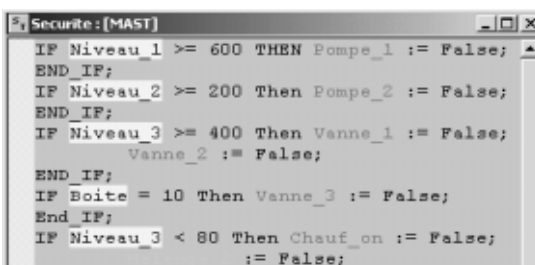 Securite : [MAST]
IF Niveau_1 >= 600 THEN Pompe_1 := False;
END_IF;
IF Niveau_2 >= 200 Then Pompe_2 := False;
END_IF;
IF Niveau_3 >= 400 Then Vanne_1 := False;
Vanne_2 := False;
END_IF;
IF Boite = 10 Then Vanne_3 := False;
End_IF;
IF Niveau_3 < 80 Then Chauf_on := False;
:= False;